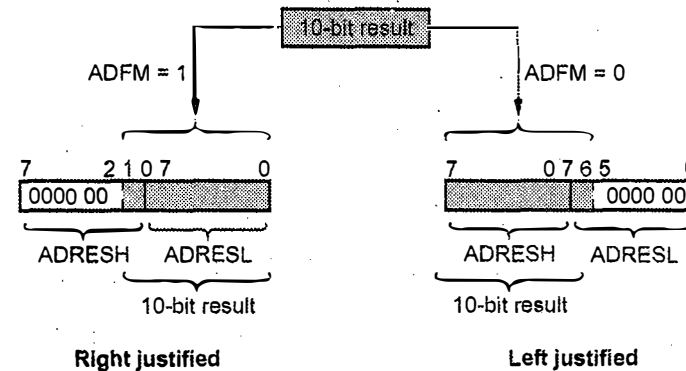 10-bit result
ADFM = 1
ADFM = 0
7 2 1 0 7 0
7 0 7 6 5
0000 00
0000 00
ADRESH ADRESL
ADRESH ADRESL
10-bit result
10-bit result
Right justified
Left justified